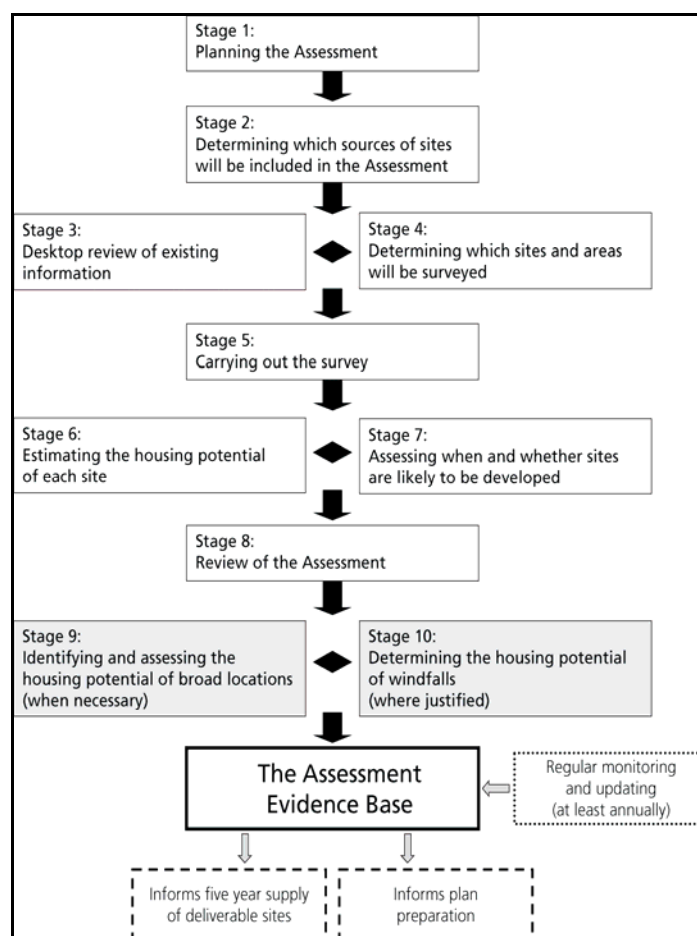 Stage 1:
Planning the Assessment
Stage 2:
Determining which sources of sites
will be included in the Assessment
Stage 3:
Desktop review of existing
information
Stage 4:
Determining which sites and areas
will be surveyed
Stage 5:
Carrying out the survey
Stage 6:
Estimating the housing potential
of each site
Stage 7:
Assessing when and whether sites
are likely to be developed
Stage 8:
Review of the Assessment
Stage 9:
Identifying and assessing the
housing potential of broad locations
(when necessary)
Stage 10:
Determining the housing potential
of windfalls
(where justified)
The Assessment
Evidence Base
Regular monitoring
and updating
(at least annually)
Informs five year supply
of deliverable sites
Informs plan
preparation